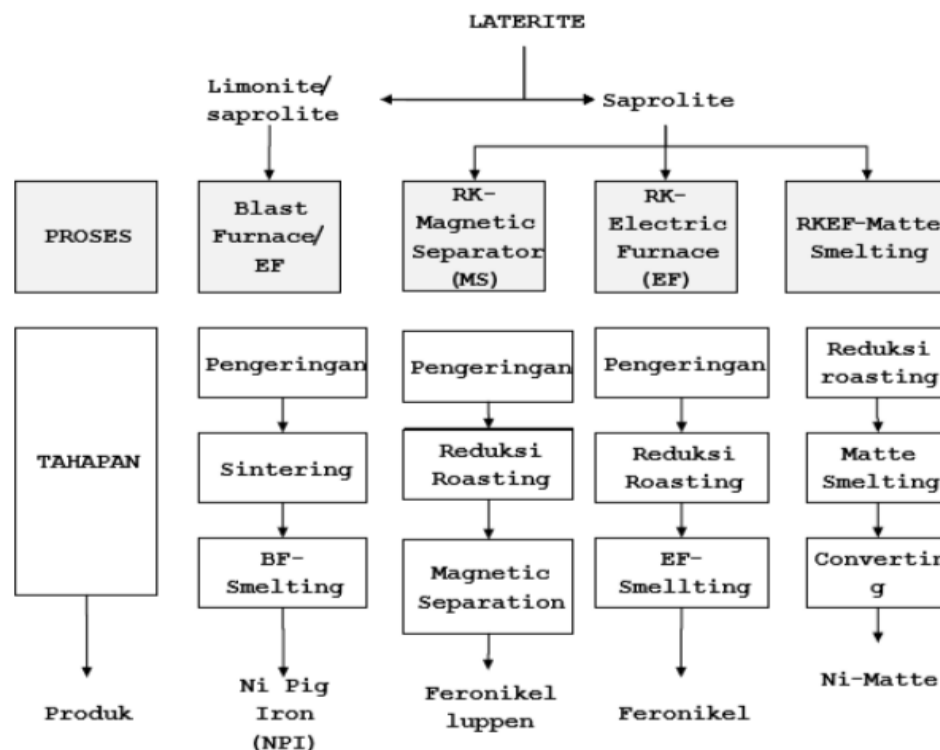 LATERITE
Limonite/
saprolite
Saprolite
PROSES
Blast
Furnace/
EF
RK-
Magnetic
Separator
(MS)
RK-
Electric
Furnace
(EF)
RKEF-Matte
Smelting
TAHAPAN
Pengeringan
Sintering
BF-
Smelting
Pengeringan
Reduksi
Roasting
Magnetic
Separation
Pengeringan
Reduksi
Roasting
EF-
Smellting
Reduksi
roasting
Matte
Smelting
Convertin
g
Produk
Ni Pig
Iron
(NPI)
Feronikel
luppen
Feronikel
Ni-Matte